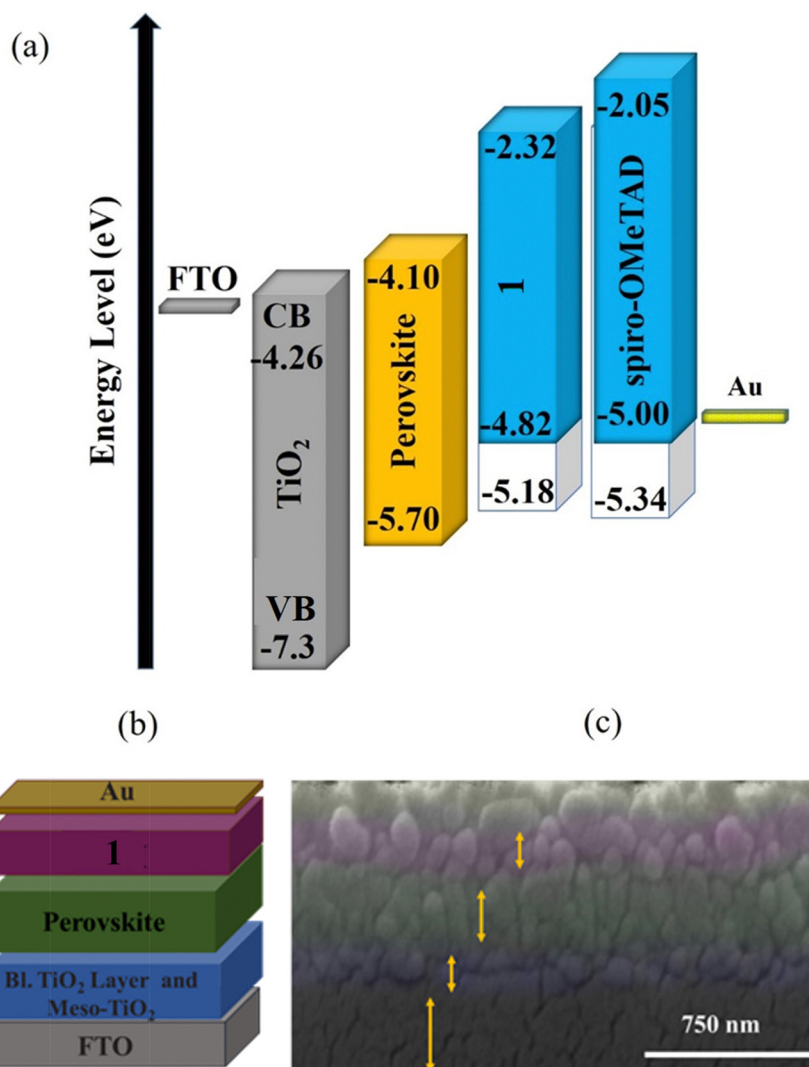 (a)
Energy Level (eV)
FTO
CB
-4.26
TiO₂
VB
-7.3
-4.10
Perovskite
-5.70
-2.32
1
-4.82
-5.18
-2.05
spiro-OMeTAD
-5.00
-5.34
Au
(b)
Au
1
Perovskite
Bl. TiO₂ Layer and
Meso-TiO₂
FTO
(c)
750 nm